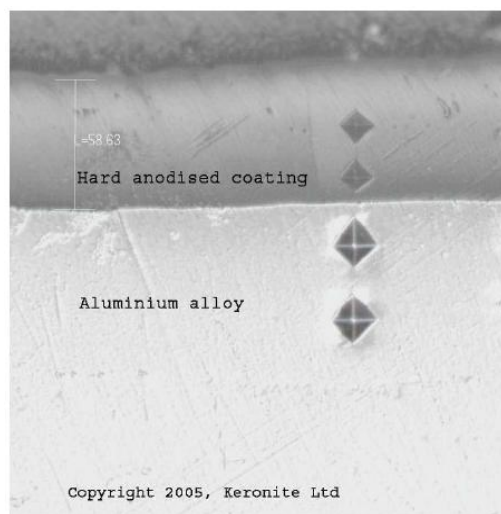 L=58.63
Hard anodised coating
Aluminium alloy
Copyright 2005, Keronite Ltd